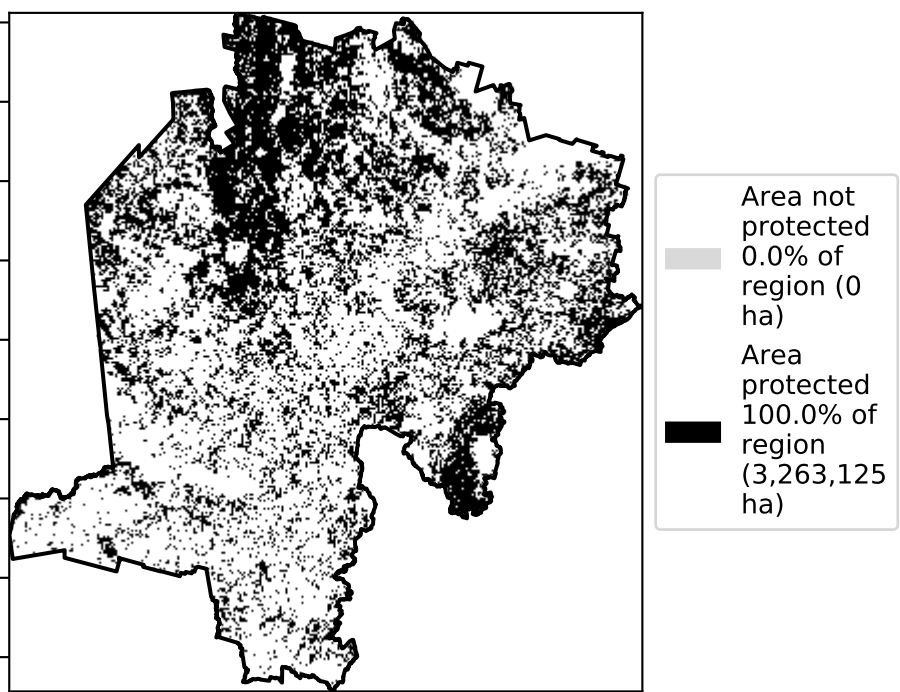 Area not
protected
0.0% of
region (0
ha)
Area
protected
100.0% of
region
(3,263,125
ha)